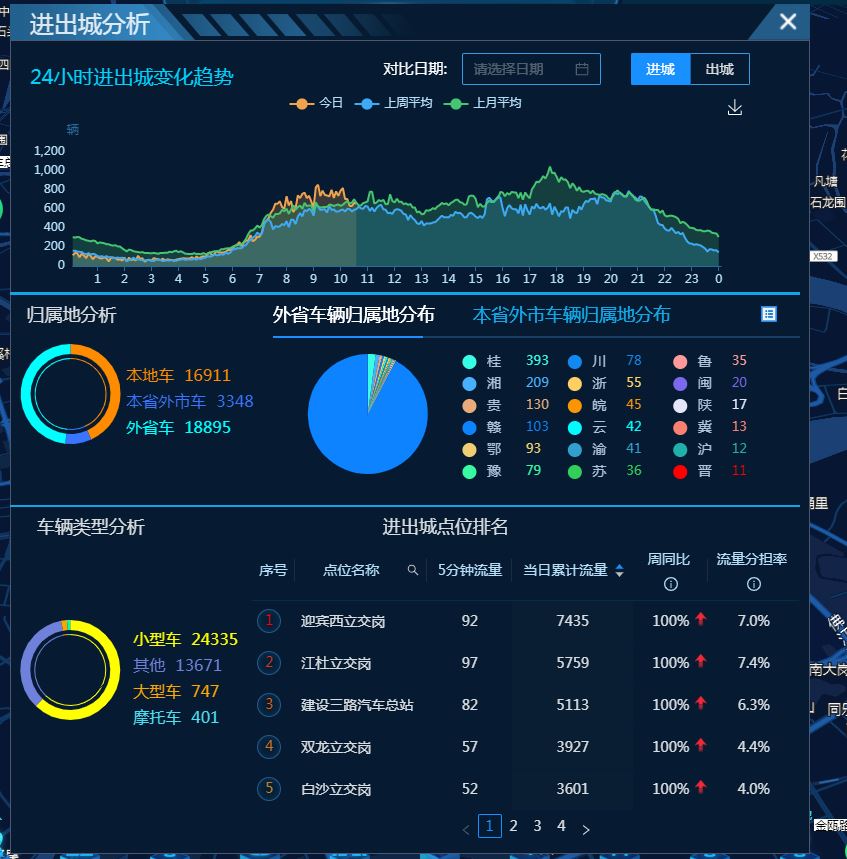 进出城分析
24小时进出城变化趋势
对比日期:
请选择日期
进城
出城
今日
上周平均
上月平均
辆
1,200
1,000
800
600
400
200
0
1 2 3 4 5 6 7 8 9 10 11 12 13 14 15 16 17 18 19 20 21 22 23 0
归属地分析
外省车辆归属地分布
本省外市车辆归属地分布
本地车 16911
本省外市车 3348
外省车 18895
桂 393 川 78 鲁 35
湘 209 浙 55 闽 20
贵 130 皖 45 陕 17
赣 103 云 42 冀 13
鄂 93 渝 41 沪 12
豫 79 苏 36 晋 11
车辆类型分析
进出城点位排名
小型车 24335
其他 13671
大型车 747
摩托车 401
序号 点位名称 5分钟流量 当日累计流量 周同比 流量分担率
1 迎宾西立交岗 92 7435 100% 7.0%
2 江杜立交岗 97 5759 100% 7.4%
3 建设三路汽车总站 82 5113 100% 6.3%
4 双龙立交岗 57 3927 100% 4.4%
5 白沙立交岗 52 3601 100% 4.0%
1 2 3 4
凡塘
石龙围
X532
南大岗